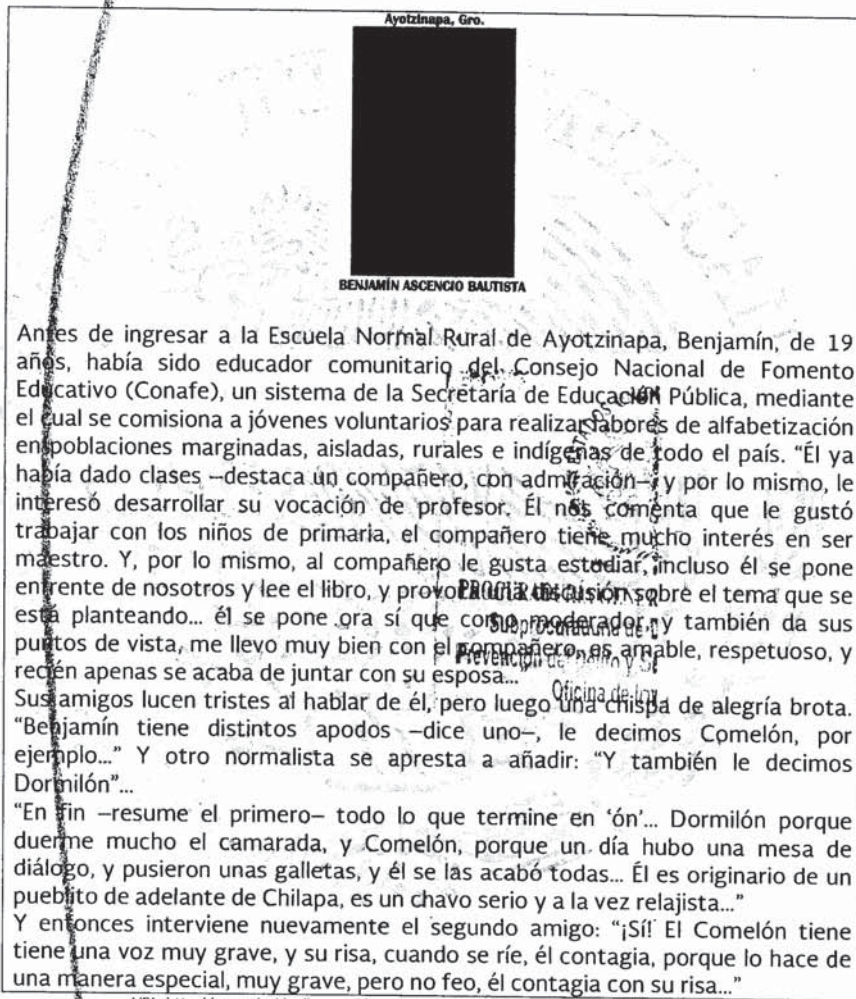 Ayotzinapa, Gro.
BENJAMÍN ASCENCIO BAUTISTA
Antes de ingresar a la Escuela Normal Rural de Ayotzinapa, Benjamín, de 19
años, había sido educador comunitario del Consejo Nacional de Fomento
Educativo (Conafe), un sistema de la Secretaría de Educación Pública, mediante
el cual se comisiona a jóvenes voluntarios para realizar labores de alfabetización
en poblaciones marginadas, aisladas, rurales e indígenas de todo el país. “Él ya
había dado clases –destaca un compañero, con admiración– y por lo mismo, le
interesó desarrollar su vocación de profesor. Él nos comenta que le gustó
trabajar con los niños de primaria, el compañero tiene mucho interés en ser
maestro. Y, por lo mismo, al compañero le gusta estudiar, incluso él se pone
enfrente de nosotros y lee el libro, y provoca una discusión sobre el tema que se
está planteando... él se pone ora sí que como moderador, y también da sus
puntos de vista, me llevo muy bien con el compañero, es amable, respetuoso, y
recién apenas se acaba de juntar con su esposa...
Sus amigos lucen tristes al hablar de él, pero luego una chispa de alegría brota.
“Benjamín tiene distintos apodos –dice uno–, le decimos Comelón, por
ejemplo...” Y otro normalista se apresta a añadir: “Y también le decimos
Dormilón”...
“En fin –resume el primero– todo lo que termine en ‘ón’... Dormilón porque
duerme mucho el camarada, y Comelón, porque un día hubo una mesa de
diálogo, y pusieron unas galletas, y él se las acabó todas... Él es originario de un
pueblito de adelante de Chilapa, es un chavo serio y a la vez relajista...”
Y entonces interviene nuevamente el segundo amigo: “¡Sí! El Comelón tiene
tiene una voz muy grave, y su risa, cuando se ríe, él contagia, porque lo hace de
una manera especial, muy grave, pero no feo, él contagia con su risa...”
Subprocuraduría de
Prevención del
Oficina de